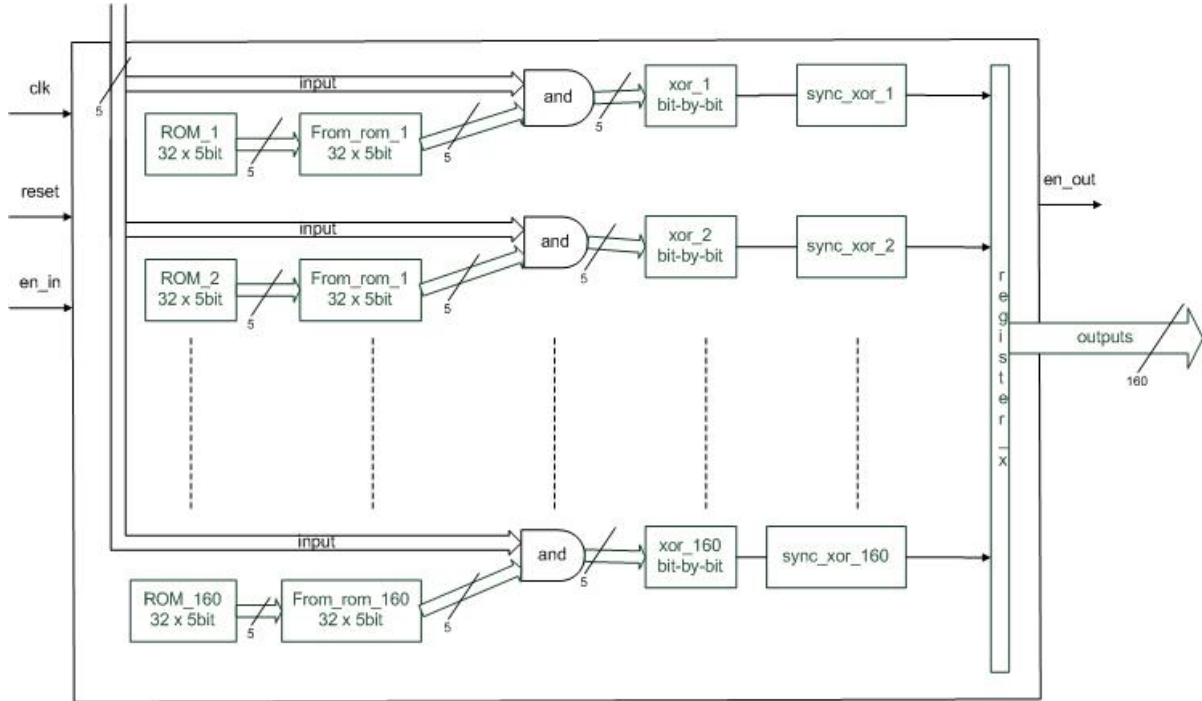 clk
5
input
and
5
xor_1
bit-by-bit
sync_xor_1
ROM_1
32 x 5bit
5
From_rom_1
32 x 5bit
5
reset
en_out
input
and
5
xor_2
bit-by-bit
sync_xor_2
en_in
ROM_2
32 x 5bit
5
From_rom_1
32 x 5bit
5
register_x
outputs
160
input
and
5
xor_160
bit-by-bit
sync_xor_160
ROM_160
32 x 5bit
5
From_rom_160
32 x 5bit
5